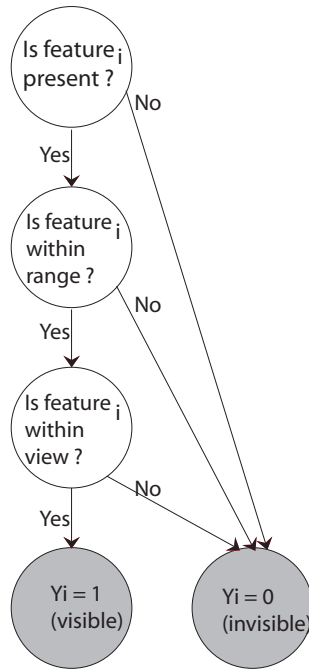 Is feature i
present ?
No
Yes
Is feature i
within
range ?
No
Yes
Is feature i
within
view ?
No
Yes
Yi = 1
(visible)
Yi = 0
(invisible)